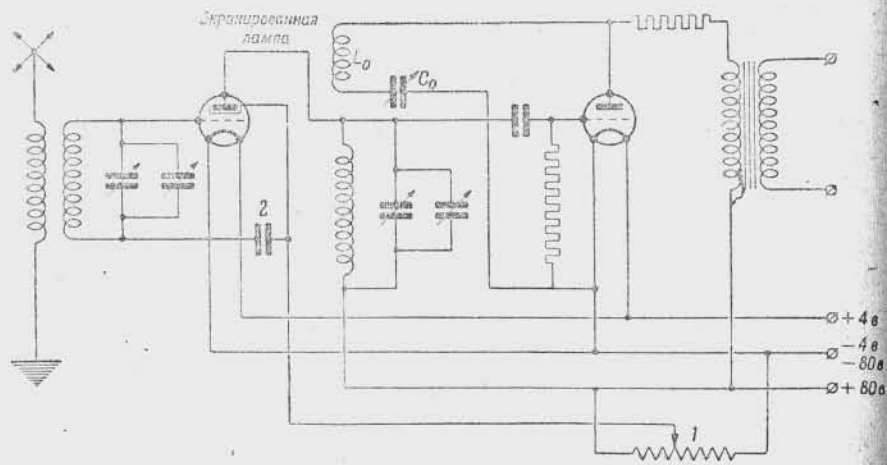 Экранированная
лампа
L₀
C₀
2
+ 4 в
- 4 в
- 80 в
+ 80 в
1